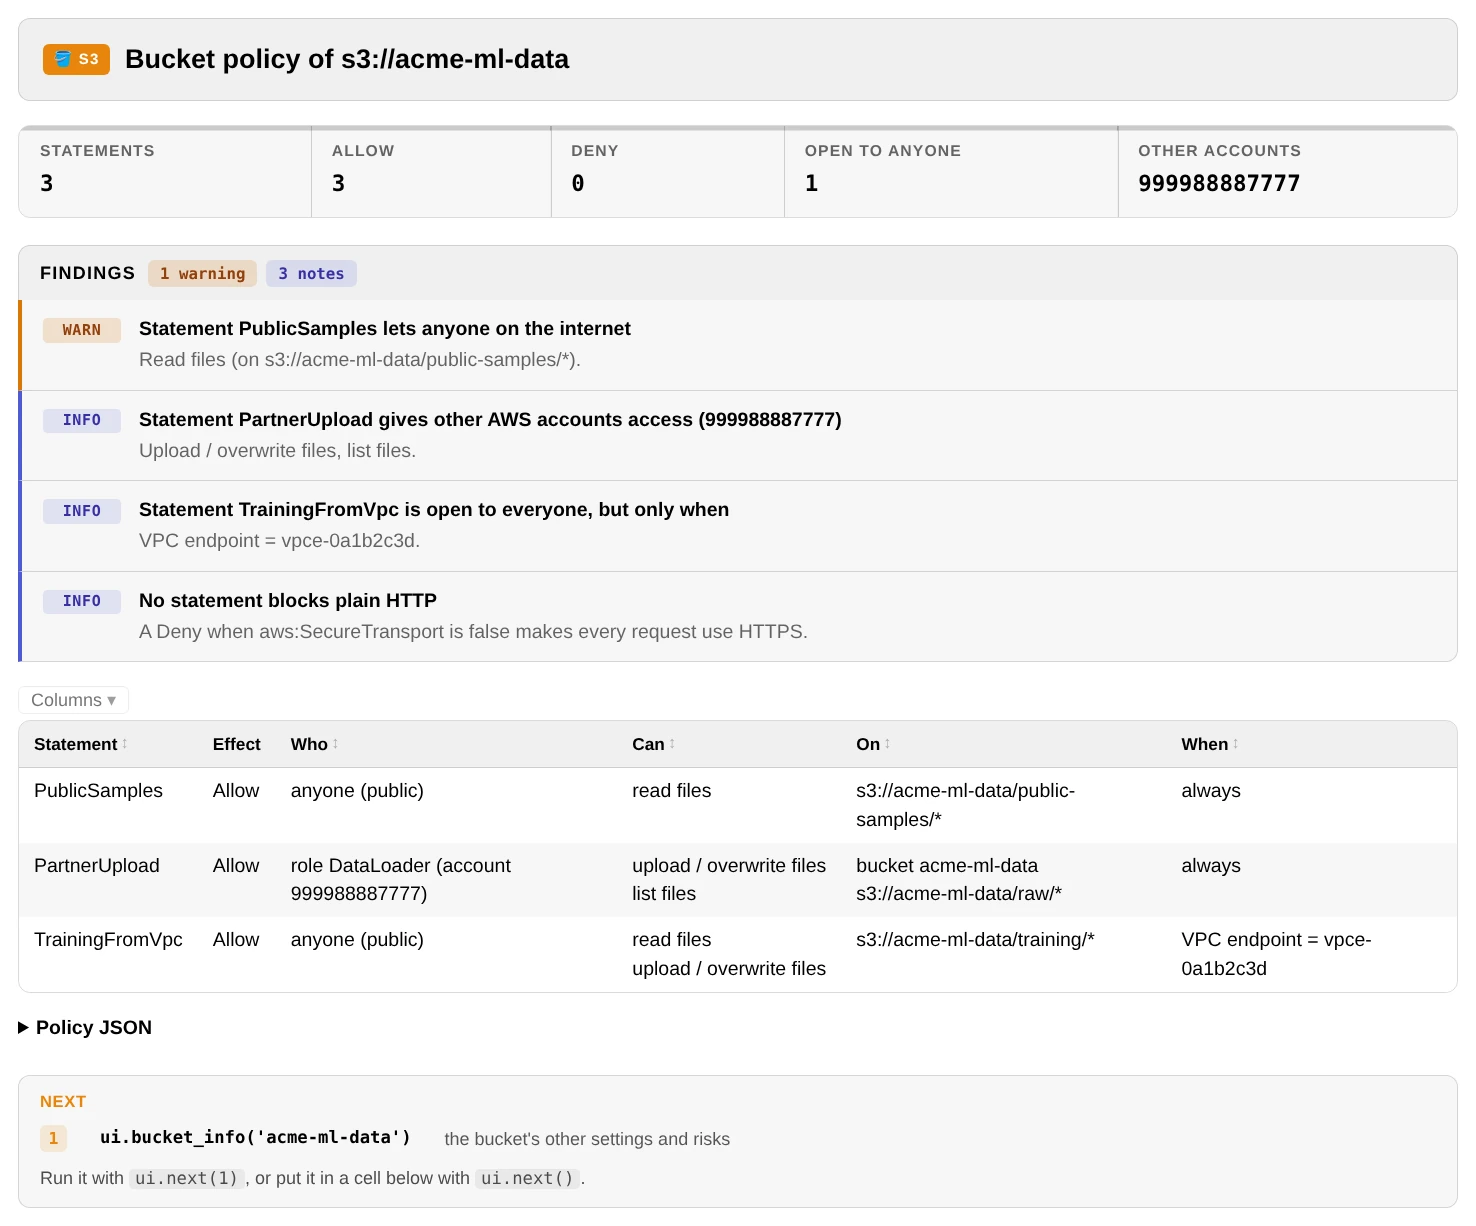 🪣 S3 Bucket policy of s3://acme-ml-data
STATEMENTS ALLOW DENY OPEN TO ANYONE OTHER ACCOUNTS
3 3 0 1 999988887777
FINDINGS 1 warning 3 notes
WARN Statement PublicSamples lets anyone on the internet
Read files (on s3://acme-ml-data/public-samples/*).
INFO Statement PartnerUpload gives other AWS accounts access (999988887777)
Upload / overwrite files, list files.
INFO Statement TrainingFromVpc is open to everyone, but only when
VPC endpoint = vpce-0a1b2c3d.
INFO No statement blocks plain HTTP
A Deny when aws:SecureTransport is false makes every request use HTTPS.
Columns ▾
Statement ↕ Effect Who ↕ Can ↕ On ↕ When ↕
PublicSamples Allow anyone (public) read files s3://acme-ml-data/public- always
samples/*
PartnerUpload Allow role DataLoader (account upload / overwrite files bucket acme-ml-data always
999988887777) list files s3://acme-ml-data/raw/*
TrainingFromVpc Allow anyone (public) read files s3://acme-ml-data/training/* VPC endpoint = vpce-
upload / overwrite files 0a1b2c3d
▶ Policy JSON
NEXT
1 ui.bucket_info('acme-ml-data') the bucket's other settings and risks
Run it with ui.next(1), or put it in a cell below with ui.next().